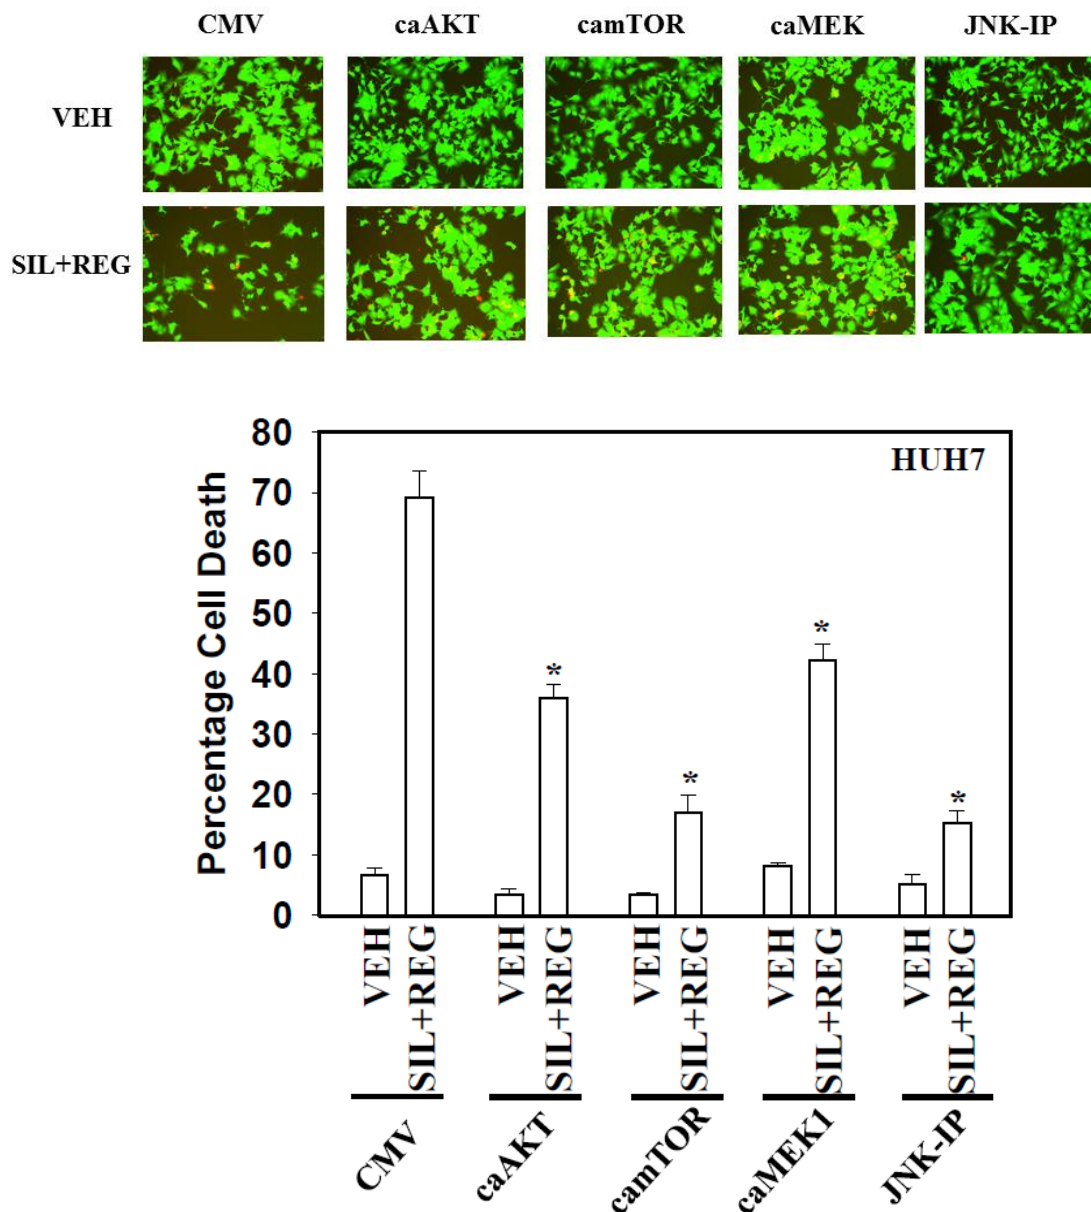 CMV caAKT camTOR caMEK JNK-IP
VEH
SIL+REG
HUH7
Percentage Cell Death
80
70
60
50
40
30
20
10
0
*
*
*
*
VEH SIL+REG VEH SIL+REG VEH SIL+REG VEH SIL+REG VEH SIL+REG
CMV caAKT camTOR caMEK1 JNK-IP